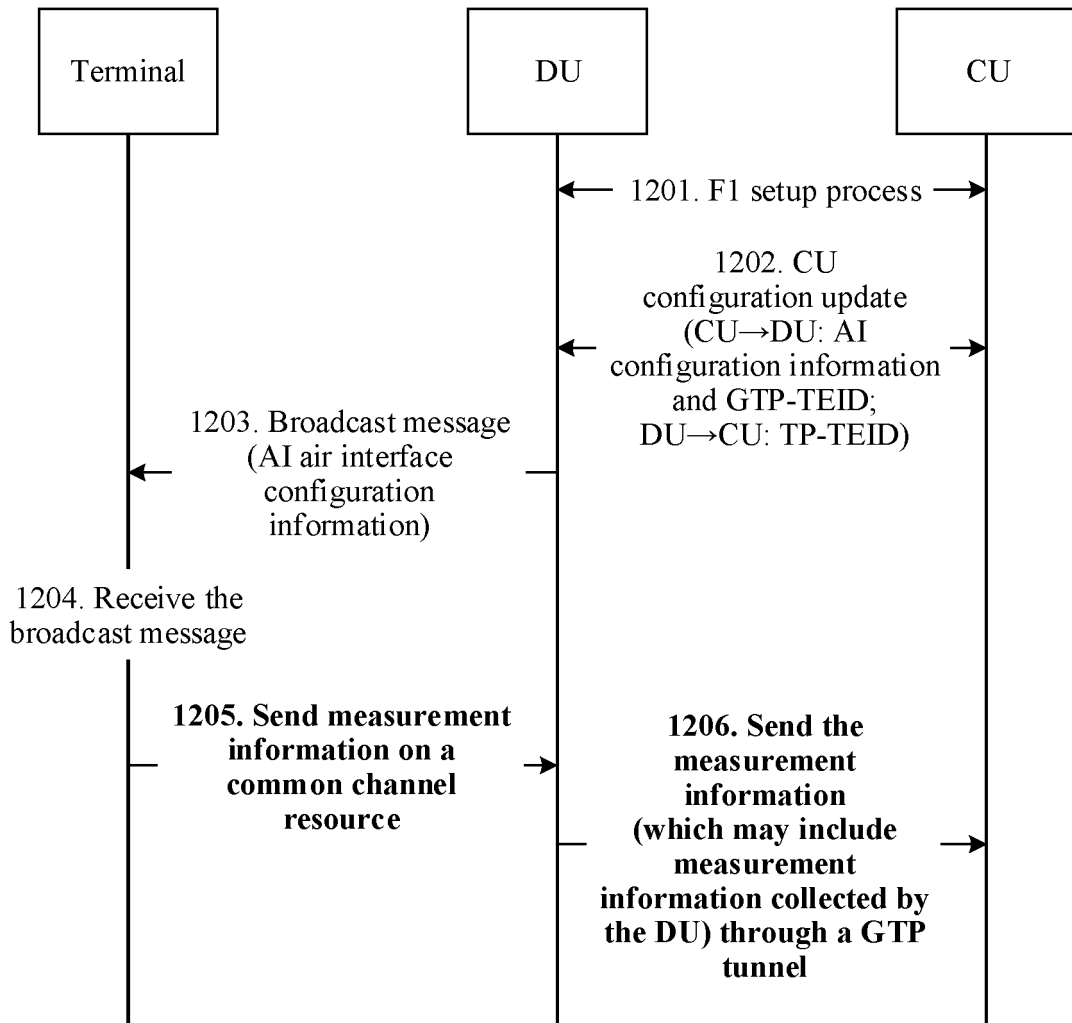 Terminal
DU
CU
1201. F1 setup process
1202. CU
configuration update
(CU→DU: AI
configuration information
and GTP-TEID;
DU→CU: TP-TEID)
1203. Broadcast message
(AI air interface
configuration
information)
1204. Receive the
broadcast message
1205. Send measurement
information on a
common channel
resource
1206. Send the
measurement
information
(which may include
measurement
information collected by
the DU) through a GTP
tunnel